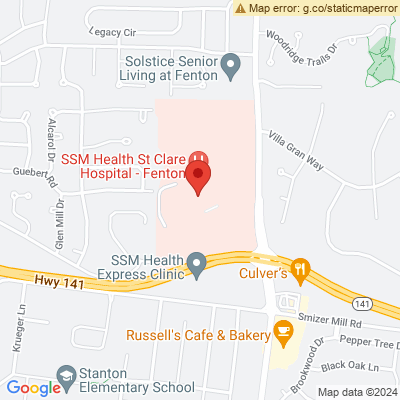 Map error: g.co/staticmaperror
Legacy Cir
Woodridge Trails Dr
Solstice Senior
Living at Fenton
Alcarol Dr
Villa Gran Way
SSM Health St Clare
Hospital - Fenton
Guebert Rd
Glen Mill Dr
SSM Health
Express Clinic
Culver's
Hwy 141
141
Krueger Ln
Smizer Mill Rd
Russell's Cafe & Bakery
Pepper Tree D
Brookwood Dr
Black Oak Ln
Stanton
Elementary School
Google
Map data ©2024